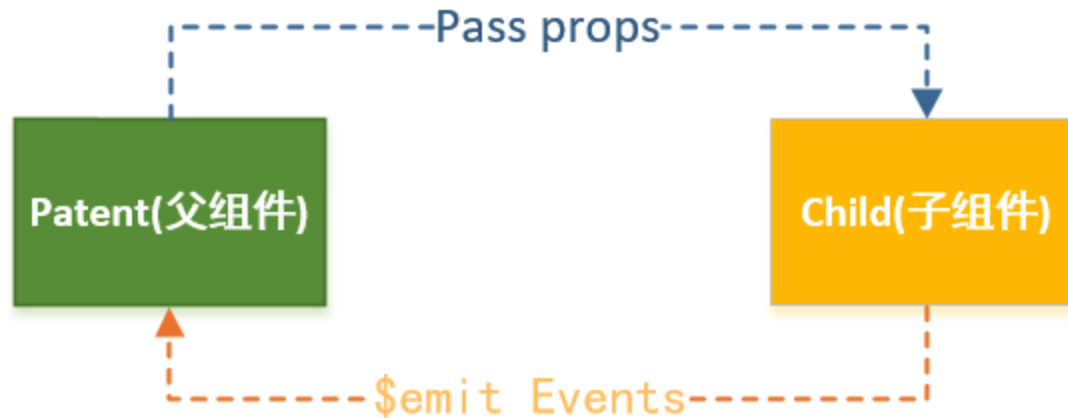 Pass props
Patent(父组件)
Child(子组件)
$emit Events